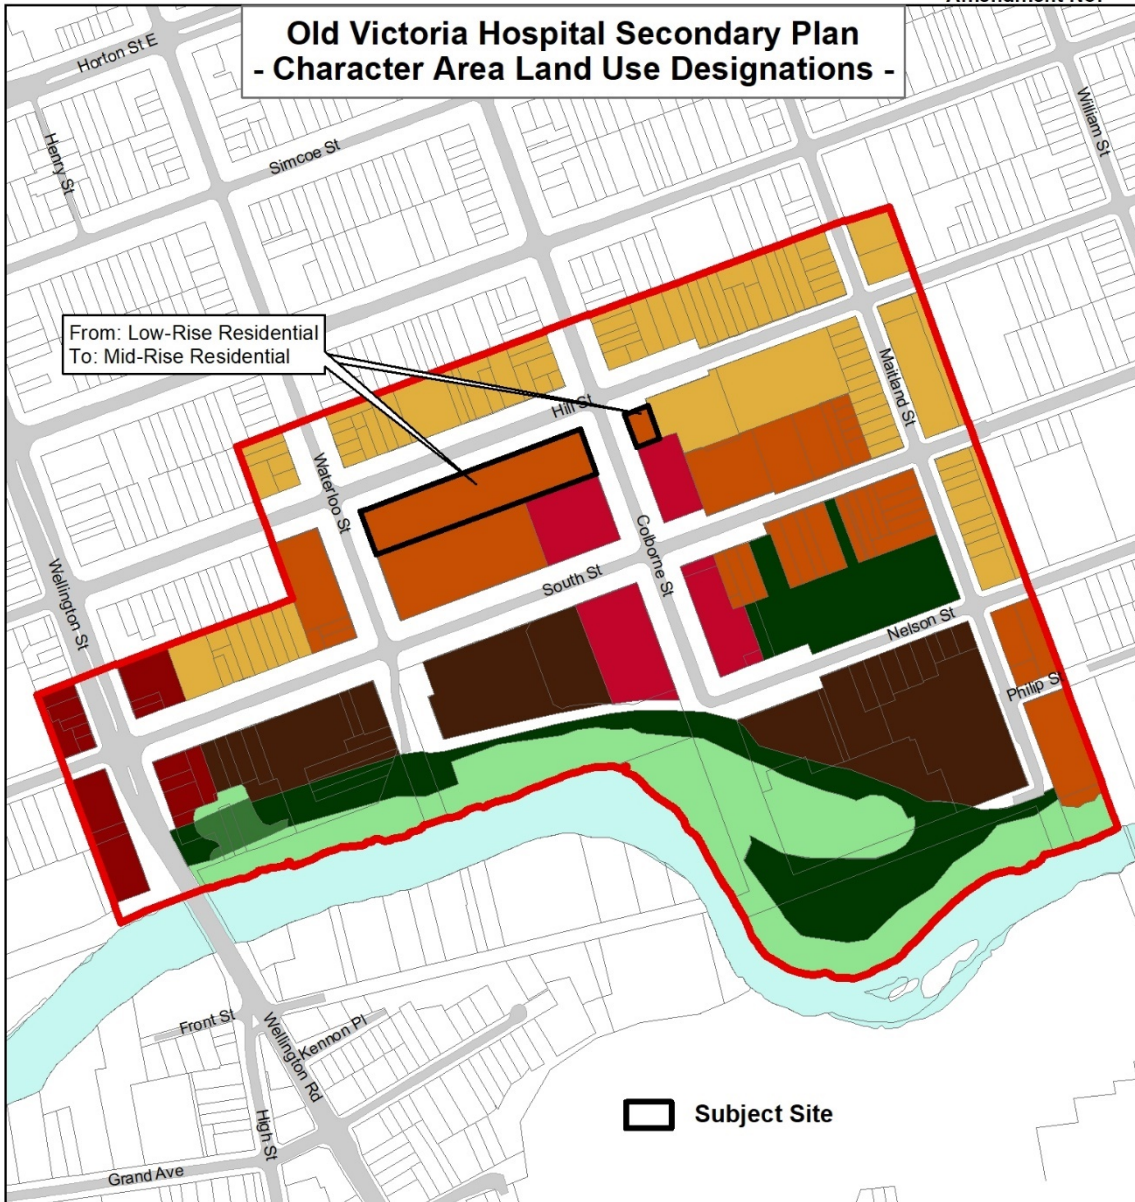 Old Victoria Hospital Secondary Plan
- Character Area Land Use Designations -
Horton St E
Henry St
Simcoe St
William St
From: Low-Rise Residential
To: Mid-Rise Residential
Hill St
Maitland St
Waterloo St
Colborne St
South St
Wellington St
Nelson St
Philip St
Front St
Kennon Pl
Wellington Rd
High St
Grand Ave
Subject Site